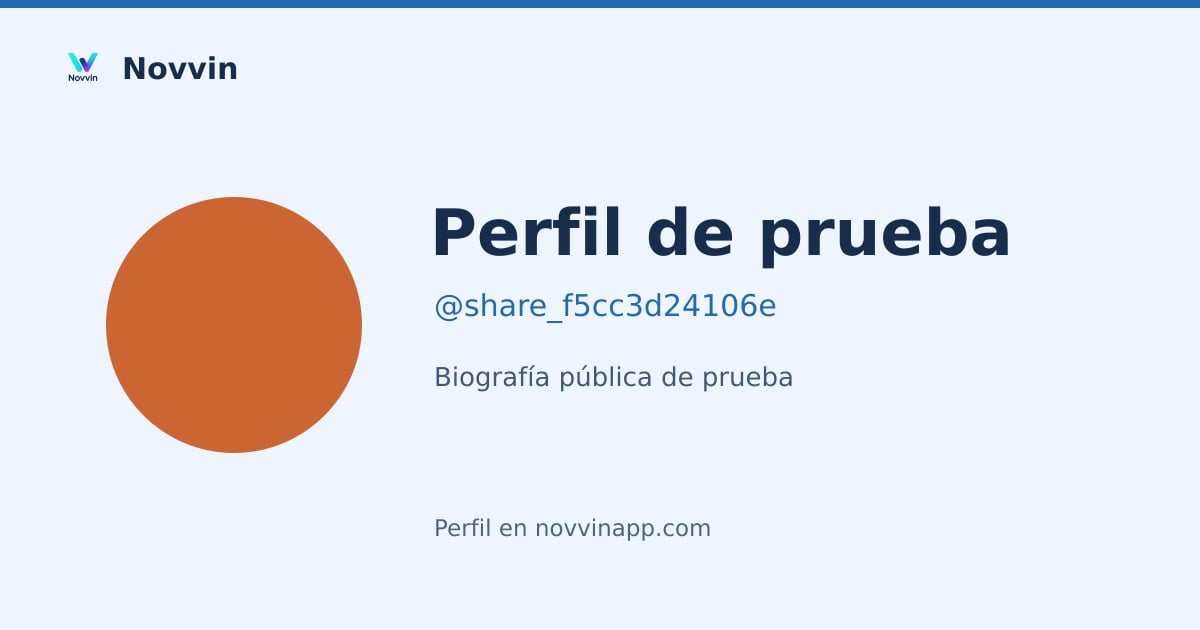 Novvin
Novvin
Perfil de prueba
@share_f5cc3d24106e
Biografía pública de prueba
Perfil en novvinapp.com